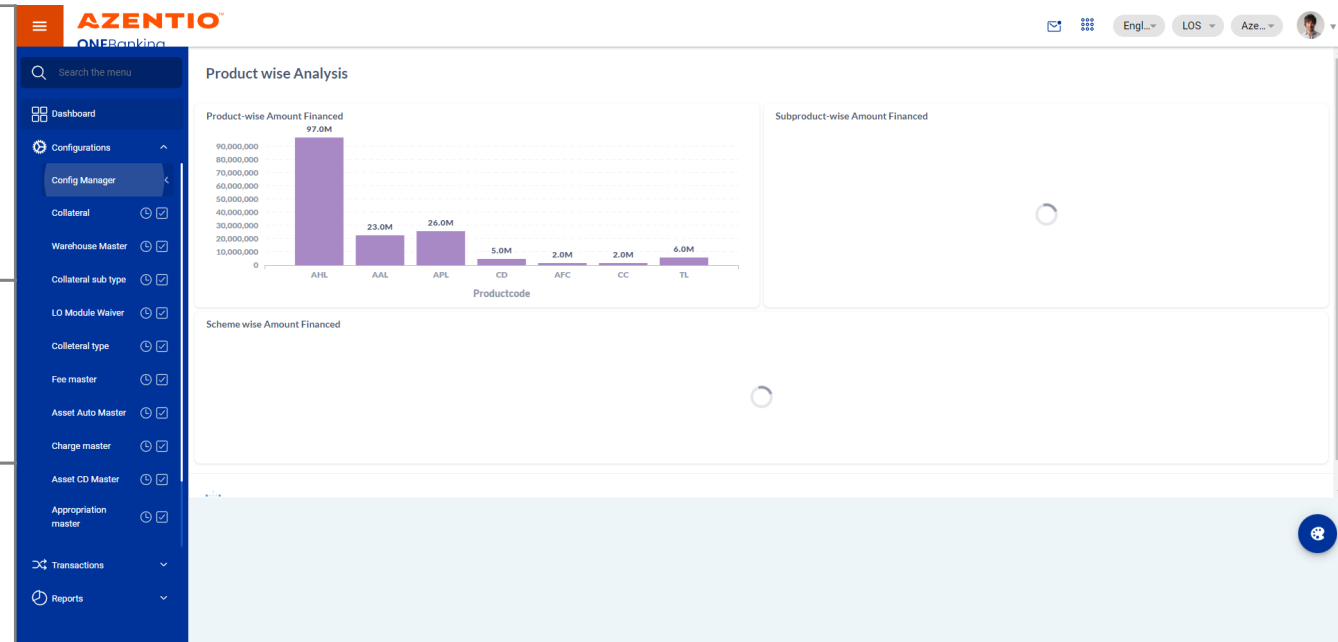 AZENTIO
ONEBanking
Engl...
LOS
Aze...
Search the menu
Dashboard
Configurations
Config Manager
Collateral
Warehouse Master
Collateral sub type
LO Module Waiver
Colleteral type
Fee master
Asset Auto Master
Charge master
Asset CD Master
Appropriation
master
Transactions
Reports
Product wise Analysis
Product-wise Amount Financed
97.0M
90,000,000
80,000,000
70,000,000
60,000,000
50,000,000
40,000,000
30,000,000
20,000,000
10,000,000
0
23.0M
26.0M
5.0M
2.0M
2.0M
6.0M
AHL
AAL
APL
CD
AFC
CC
TL
Productcode
Subproduct-wise Amount Financed
Scheme wise Amount Financed